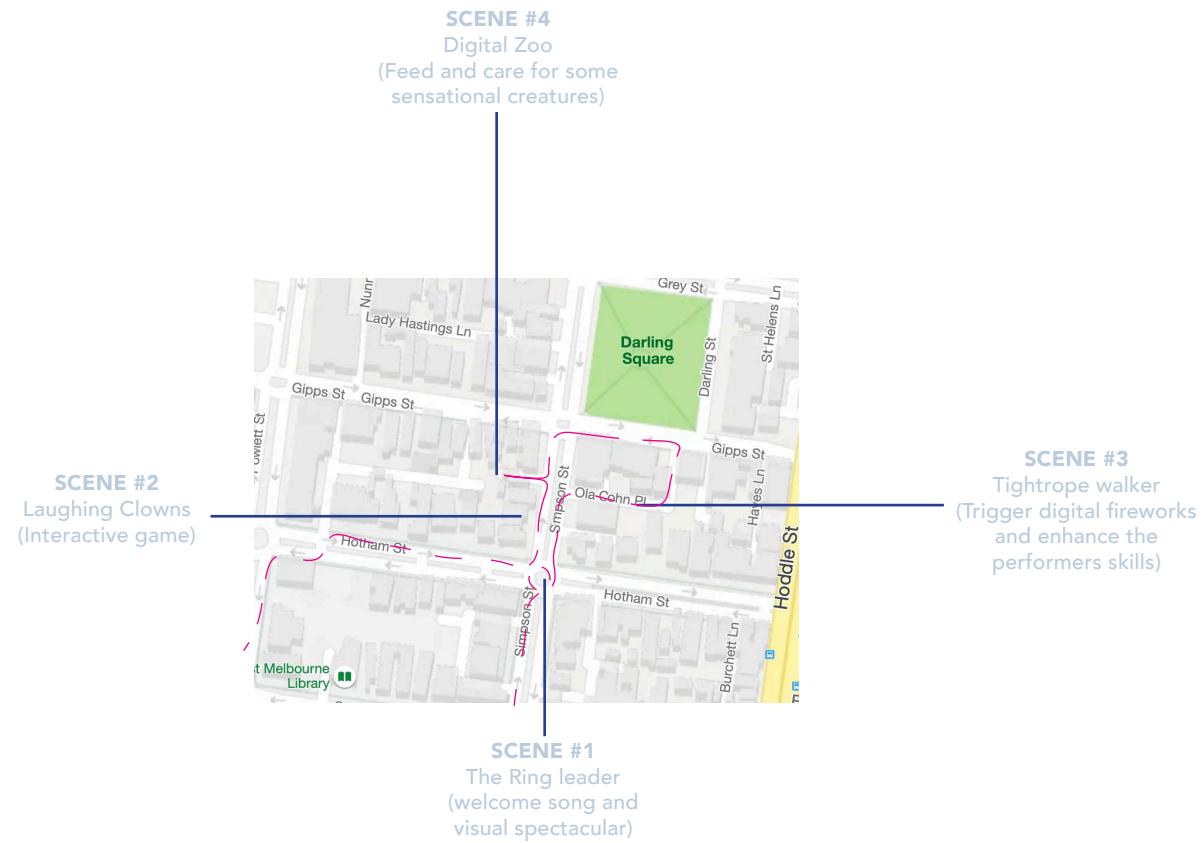 SCENE #4
Digital Zoo
(Feed and care for some
sensational creatures)
Grey St
Nunr
Lady Hastings Ln
St Helens Ln
Darling
Square
Darling St
Gipps St
Gipps St
Gipps St
owlett St
SCENE #2
Laughing Clowns
(Interactive game)
Simpson St
Ola Cohn Pl
Hayes Ln
SCENE #3
Tightrope walker
(Trigger digital fireworks
and enhance the
performers skills)
Hotham St
Hoddle St
Hotham St
Simpson St
Burchett Ln
t Melbourne
Library
SCENE #1
The Ring leader
(welcome song and
visual spectacular)